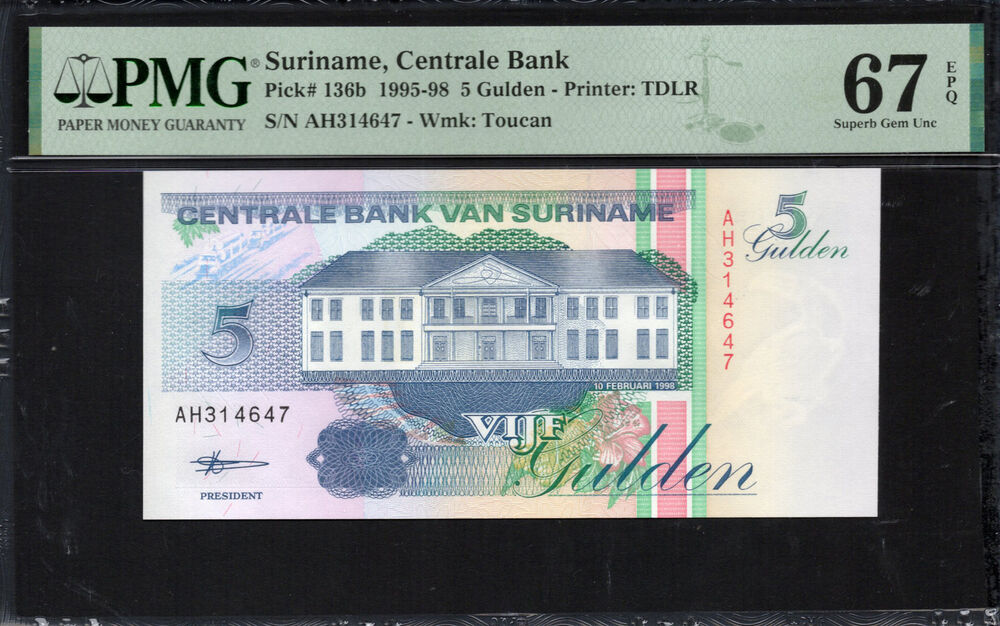 PMG®
PAPER MONEY GUARANTY
Suriname, Centrale Bank
Pick# 136b 1995-98 5 Gulden - Printer: TDLR
S/N AH314647 - Wmk: Toucan
67 EPQ
Superb Gem Unc
CENTRALE BANK VAN SURINAME
5
Gulden
AH314647
5
10 FEBRUARI 1998
AH314647
VIJF
Gulden
PRESIDENT